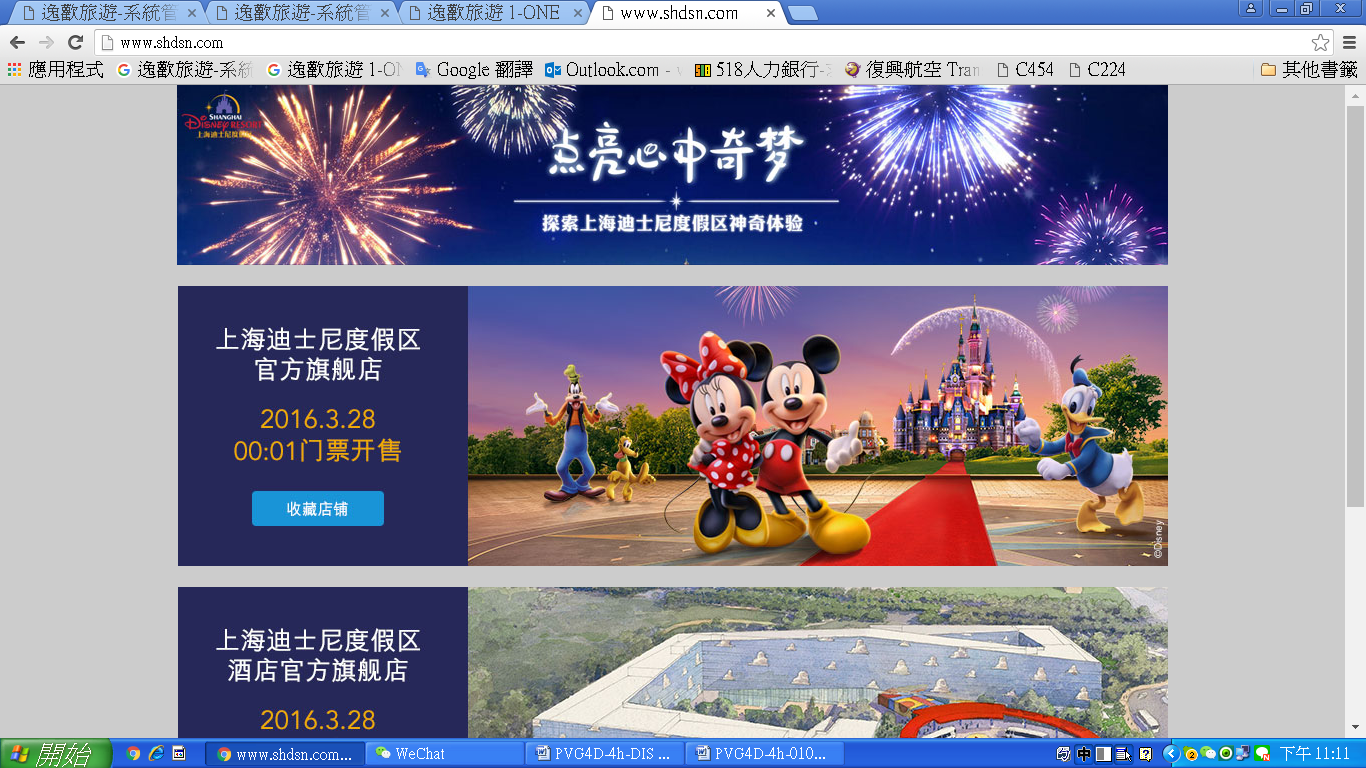 逸歡旅遊-系統管
逸歡旅遊-系統管
逸歡旅遊 1-ONE
www.shdsn.com
www.shdsn.com
應用程式
逸歡旅遊-系統
逸歡旅遊 1-ON
Google 翻譯
Outlook.com -
518人力銀行-
復興航空 Tran
C454
C224
其他書籤
SHANGHAI
DISNEY RESORT
上海迪士尼度假区
点亮心中奇梦
探索上海迪士尼度假区神奇体验
上海迪士尼度假区
官方旗舰店
2016.3.28
00:01门票开售
收藏店铺
©Disney
上海迪士尼度假区
酒店官方旗舰店
2016.3.28
開始
www.shdsn.com...
WeChat
PVG4D-4h-DIS ...
PVG4D-4h-010...
中
下午 11:11